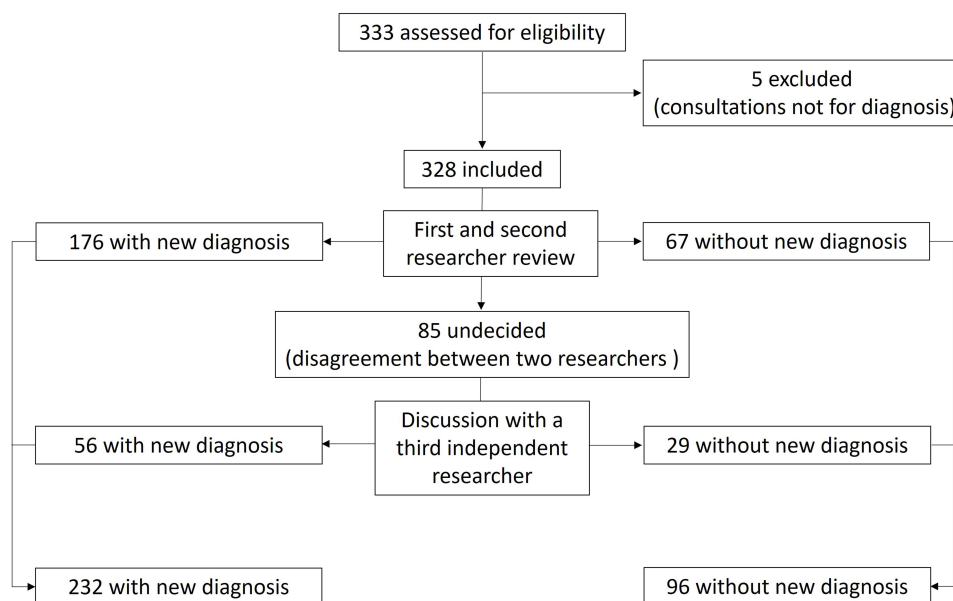 333 assessed for eligibility
5 excluded
(consultations not for diagnosis)
328 included
176 with new diagnosis
First and second
researcher review
67 without new diagnosis
85 undecided
(disagreement between two researchers )
56 with new diagnosis
Discussion with a
third independent
researcher
29 without new diagnosis
232 with new diagnosis
96 without new diagnosis